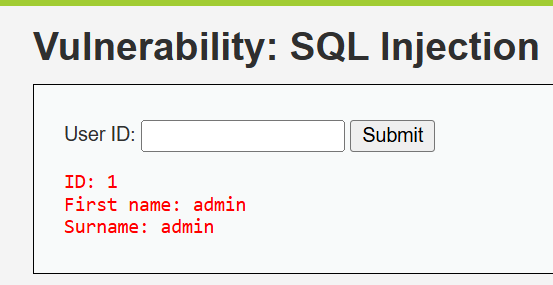 Vulnerability: SQL Injection
User ID: Submit
ID: 1
First name: admin
Surname: admin